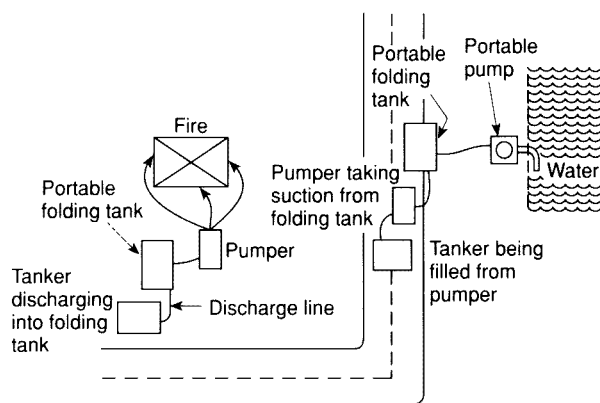 Fire
Portable
folding tank
Pumper
Tanker
discharging
into folding
tank
Discharge line
Portable
folding
tank
Portable
pump
Pumper taking
suction from
folding tank
Water
Tanker being
filled from
pumper